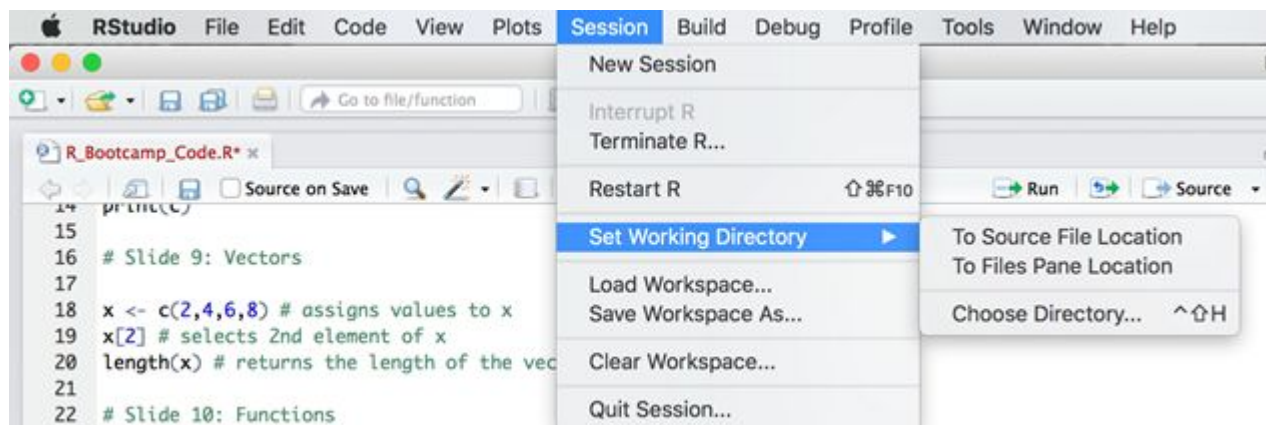 RStudio File Edit Code View Plots Session Build Debug Profile Tools Window Help
New Session
Go to file/function
Interrupt R
Terminate R...
R_Bootcamp_Code.R* ×
Source on Save
Restart R ⇧⌘F10
Run Source
14 print(c)
15
Set Working Directory ▶
To Source File Location
To Files Pane Location
Choose Directory... ^⇧H
16 # Slide 9: Vectors
17
Load Workspace...
18 x <- c(2,4,6,8) # assigns values to x
Save Workspace As...
19 x[2] # selects 2nd element of x
20 length(x) # returns the length of the vec
Clear Workspace...
21
22 # Slide 10: Functions
Quit Session...